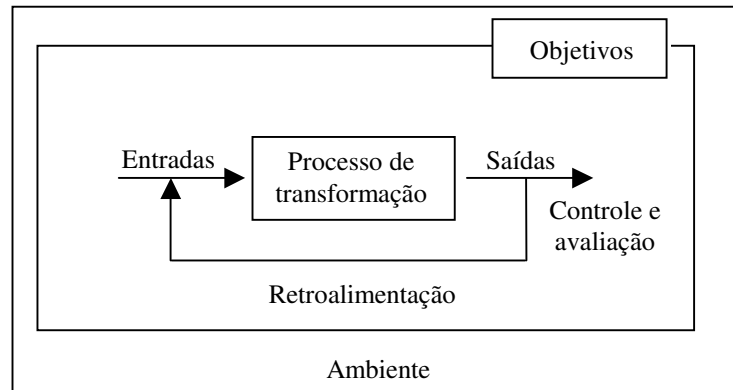 Objetivos
Entradas
Processo de
transformação
Saídas
Controle e
avaliação
Retroalimentação
Ambiente